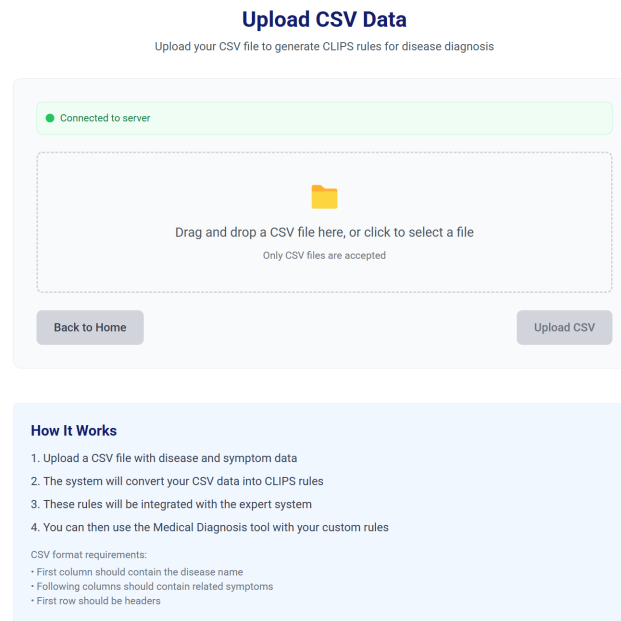 Upload CSV Data
Upload your CSV file to generate CLIPS rules for disease diagnosis
Connected to server
Drag and drop a CSV file here, or click to select a file
Only CSV files are accepted
Back to Home
Upload CSV
How It Works
1. Upload a CSV file with disease and symptom data
2. The system will convert your CSV data into CLIPS rules
3. These rules will be integrated with the expert system
4. You can then use the Medical Diagnosis tool with your custom rules
CSV format requirements:
• First column should contain the disease name
• Following columns should contain related symptoms
• First row should be headers